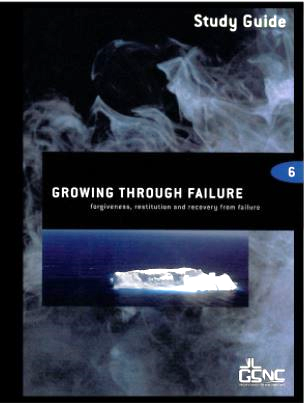 Study Guide
6
GROWING THROUGH FAILURE
forgiveness, restitution and recovery from failure
GCNC